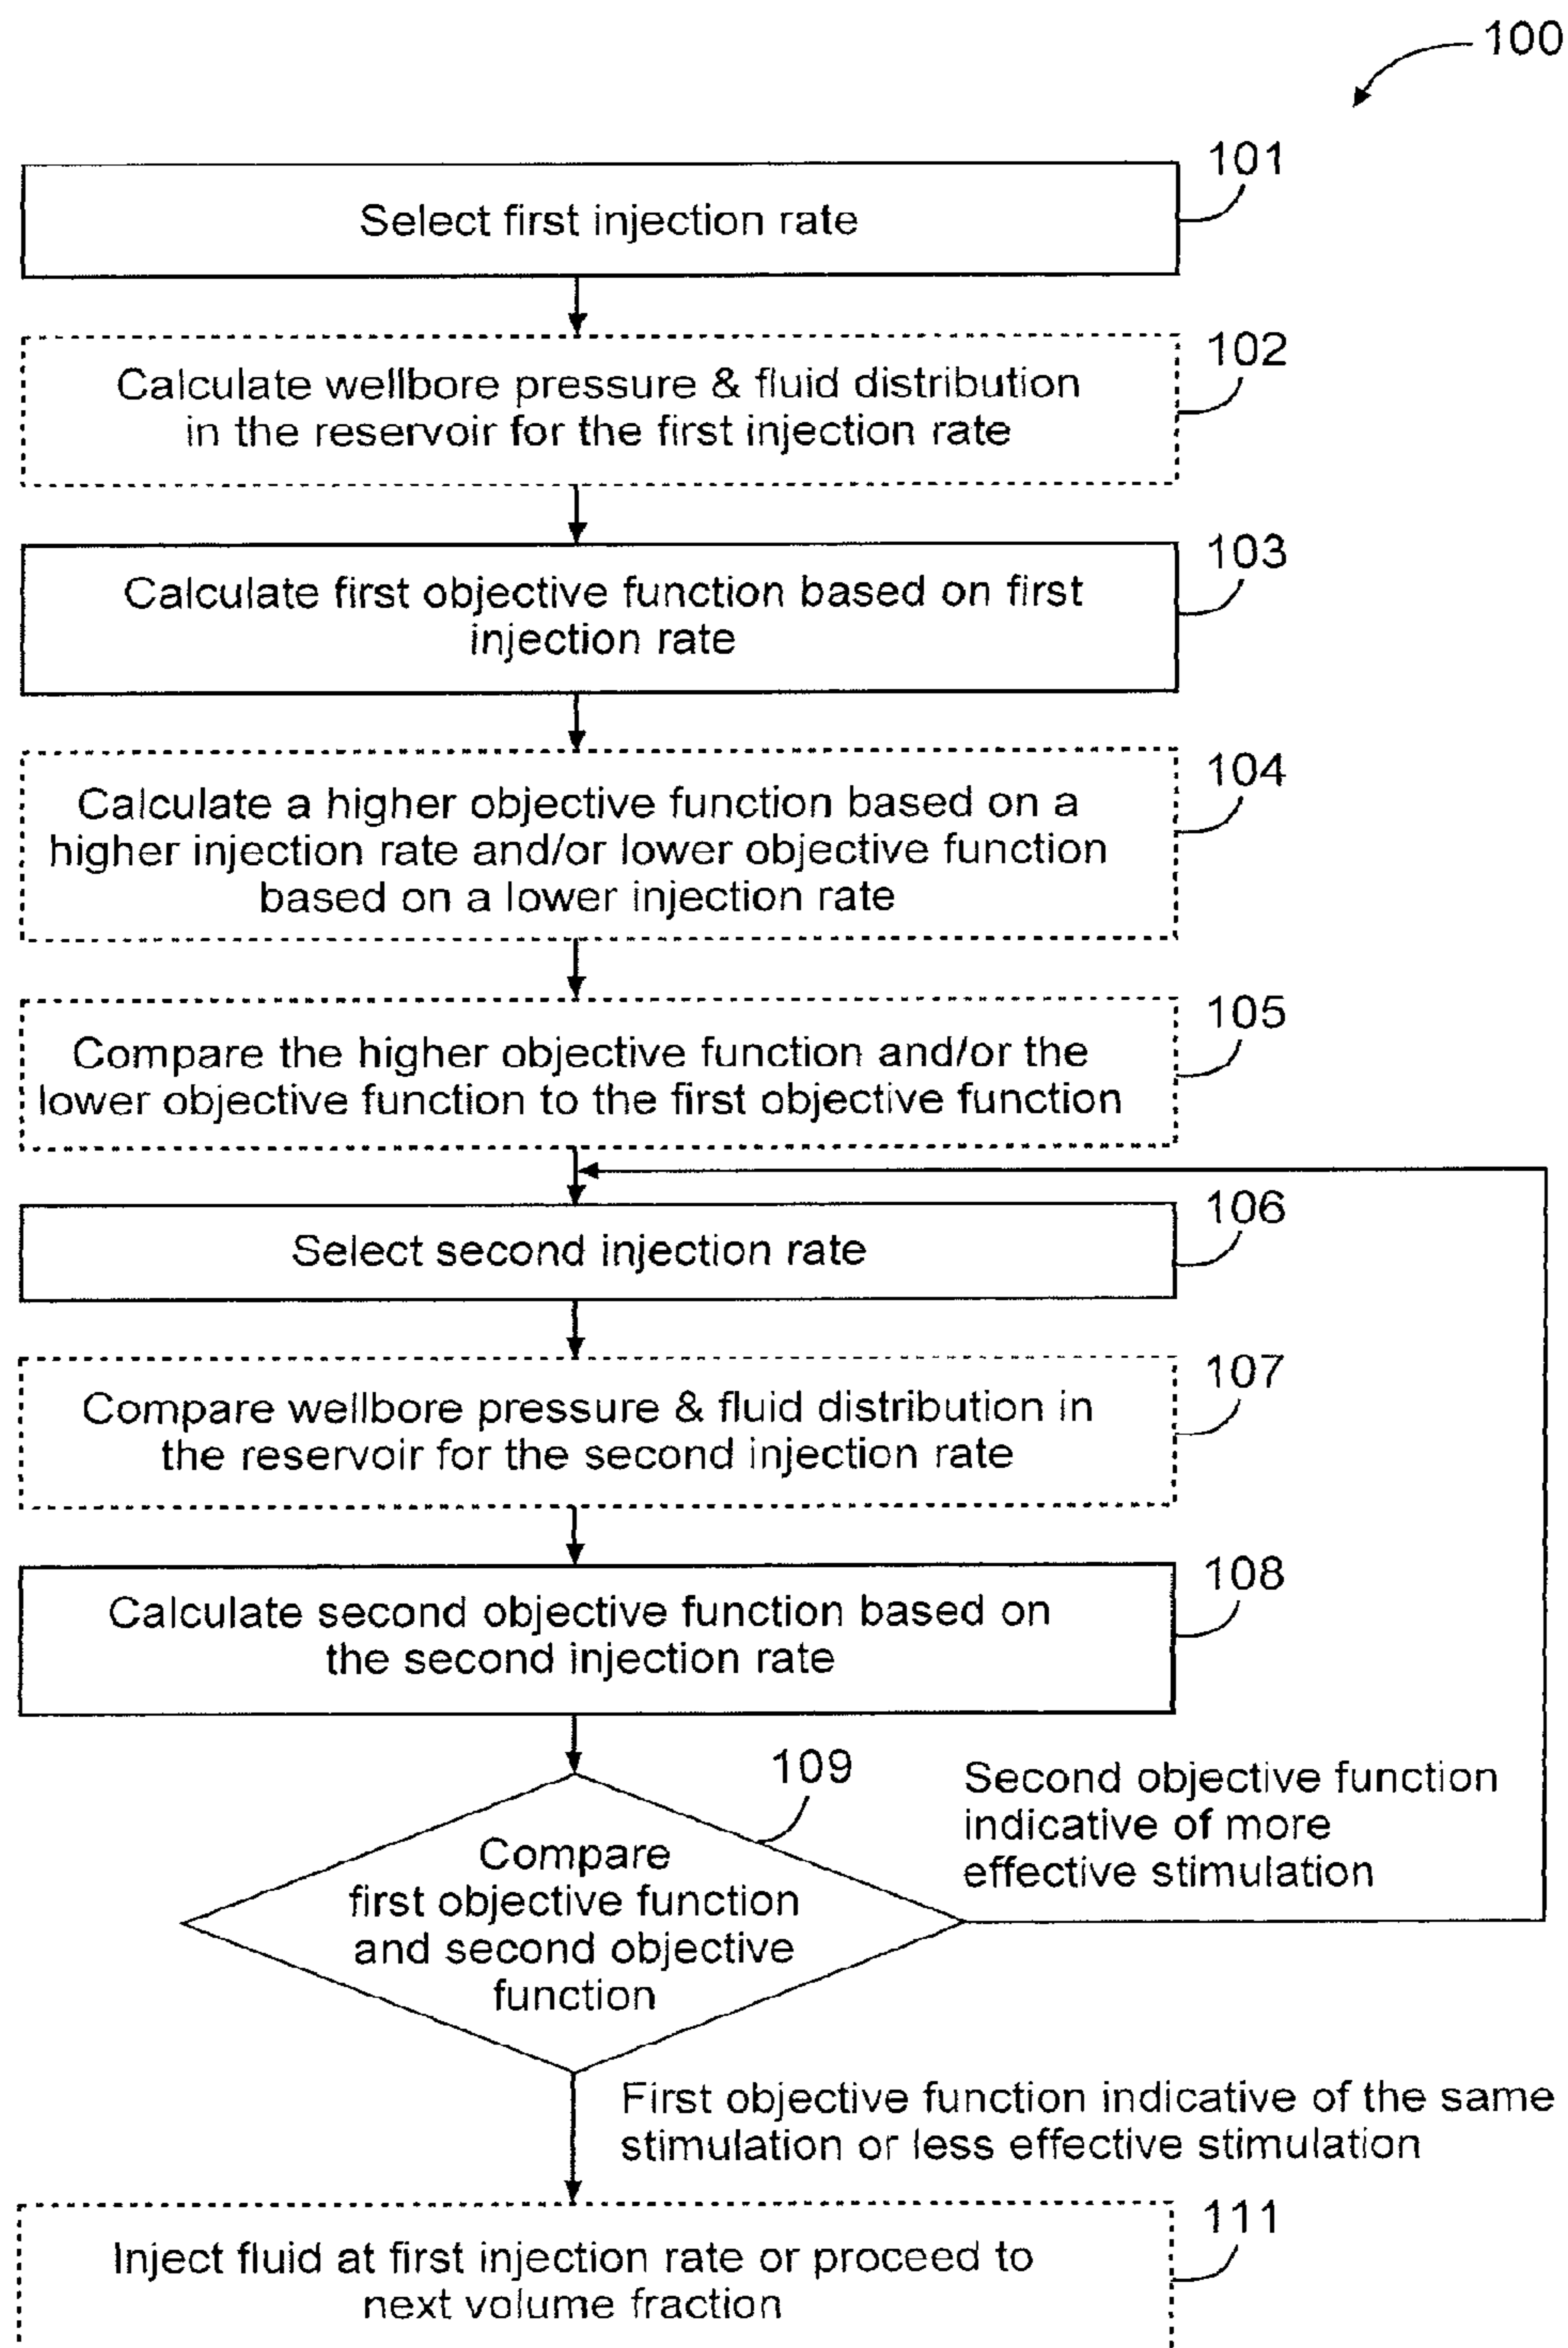 100
101
Select first injection rate
102
Calculate wellbore pressure & fluid distribution
in the reservoir for the first injection rate
103
Calculate first objective function based on first
injection rate
104
Calculate a higher objective function based on a
higher injection rate and/or lower objective function
based on a lower injection rate
105
Compare the higher objective function and/or the
lower objective function to the first objective function
106
Select second injection rate
107
Compare wellbore pressure & fluid distribution in
the reservoir for the second injection rate
108
Calculate second objective function based on
the second injection rate
109
Compare
first objective function
and second objective
function
Second objective function
indicative of more
effective stimulation
First objective function indicative of the same
stimulation or less effective stimulation
111
Inject fluid at first injection rate or proceed to
next volume fraction